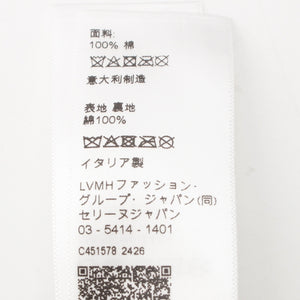 面料:
100% 棉
意大利制造
表地 裏地
綿100%
イタリア製
LVMHファッション・
グループ・ジャパン(同)
セリーヌジャパン
03-5414-1401
C451578 2426